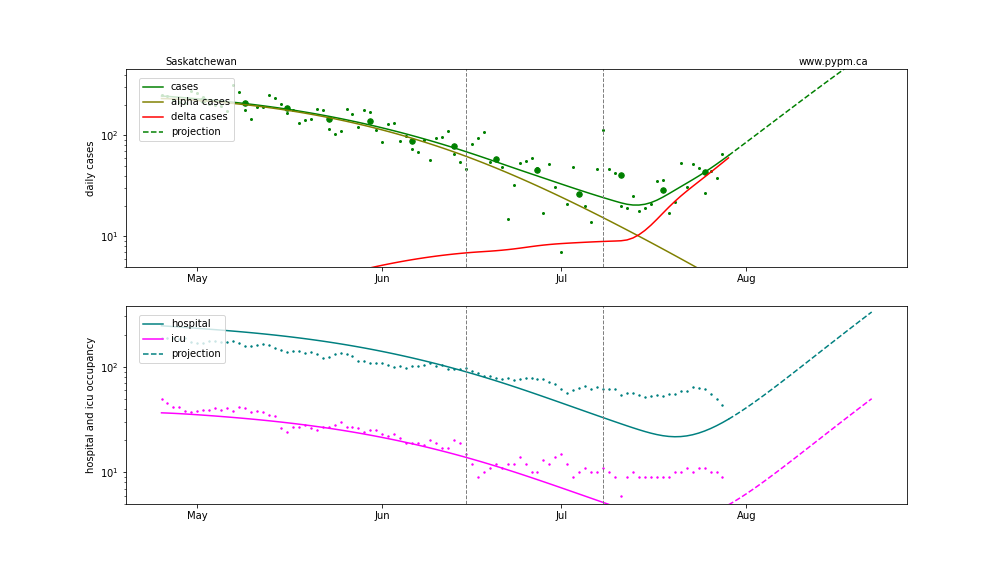 Saskatchewan
www.pypm.ca
cases
alpha cases
delta cases
projection
daily cases
10²
10¹
May
Jun
Jul
Aug
hospital
icu
projection
hospital and icu occupancy
10²
10¹
May
Jun
Jul
Aug